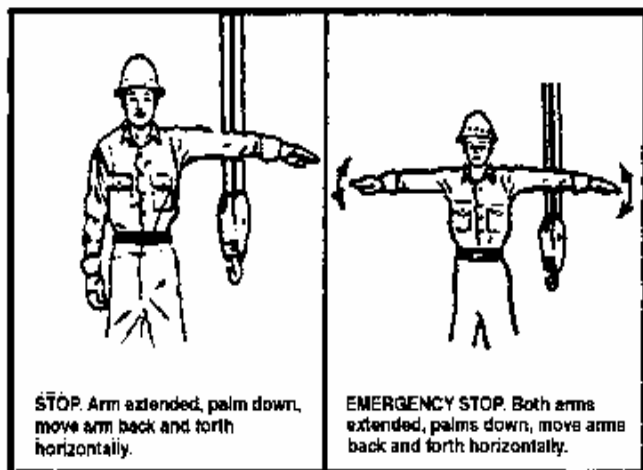 STOP. Arm extended, palm down,
move arm back and forth
horizontally.
EMERGENCY STOP. Both arms
extended, palms down, move arms
back and forth horizontally.